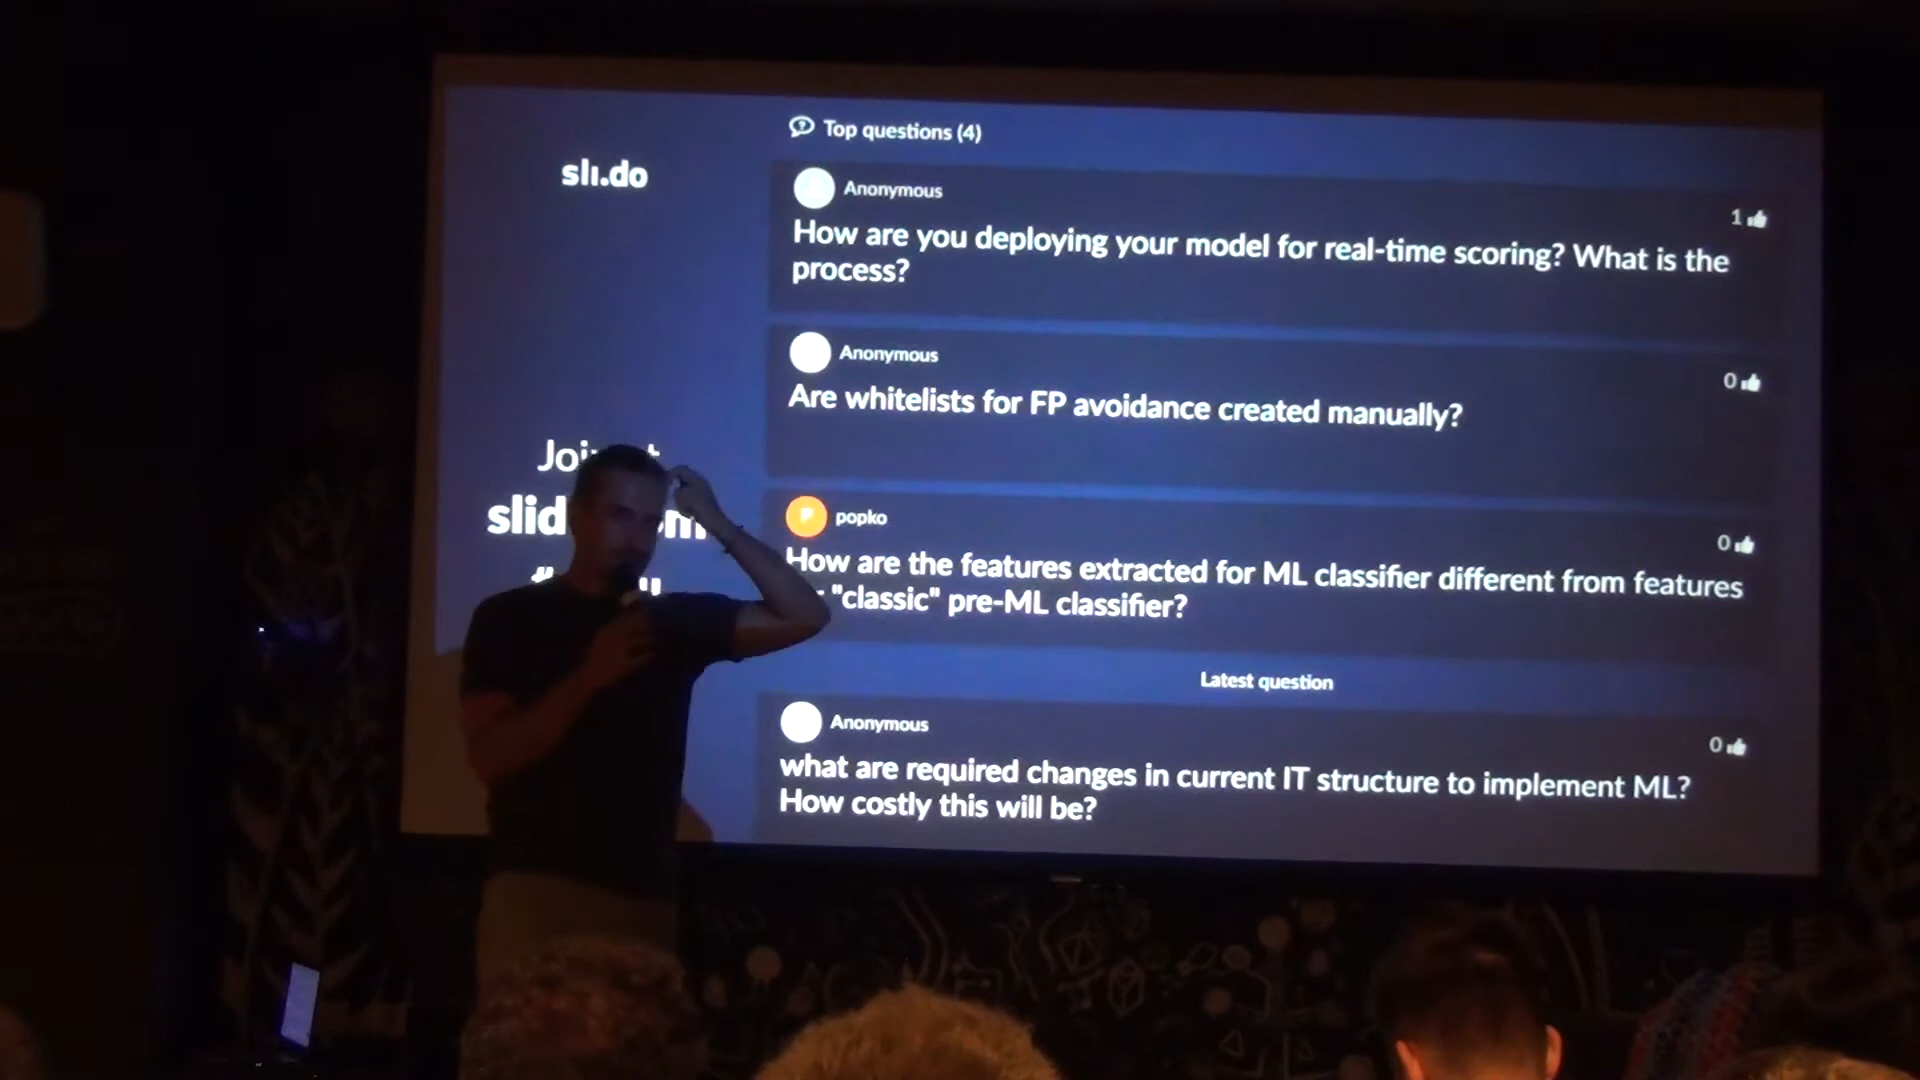 Top questions (4)
sli.do
Anonymous
1
How are you deploying your model for real-time scoring? What is the
process?
Anonymous
0
Are whitelists for FP avoidance created manually?
P popko
0
How are the features extracted for ML classifier different from features
"classic" pre-ML classifier?
Latest question
Anonymous
0
what are required changes in current IT structure to implement ML?
How costly this will be?